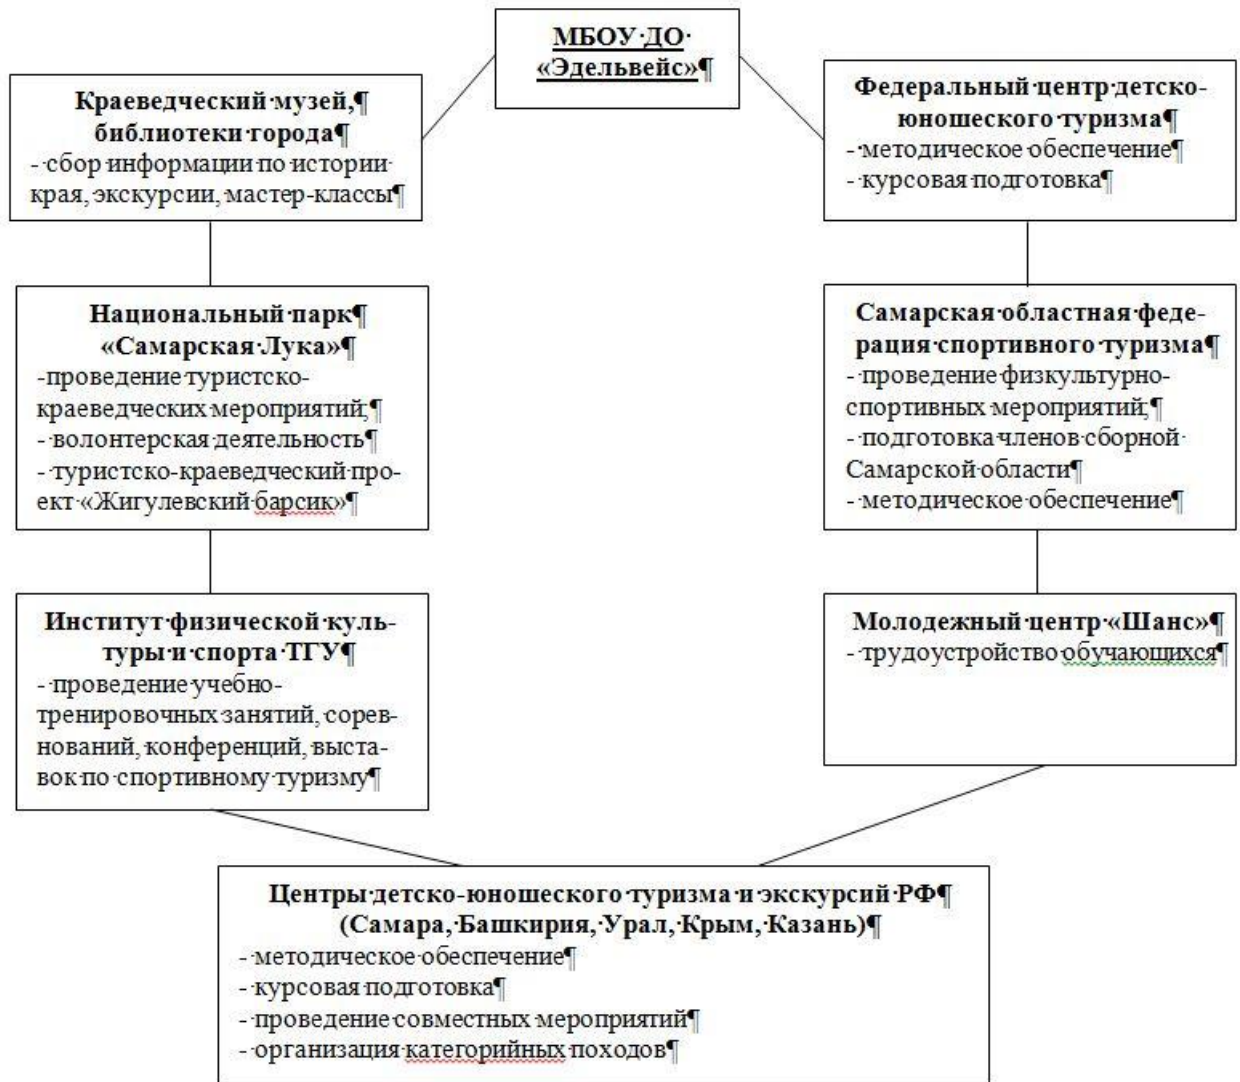 МБОУ ДО
«Эдельвейс»¶
Краеведческий музей,¶
библиотеки города¶
- сбор информации по истории
края, экскурсии, мастер-классы¶
Федеральный центр детско-
юношеского туризма¶
- методическое обеспечение¶
- курсовая подготовка¶
Национальный парк¶
«Самарская Лука»¶
-проведение туристско-
краеведческих мероприятий;¶
- волонтерская деятельность¶
- туристско-краеведческий про-
ект «Жигулевский барсик»¶
Самарская областная феде-
рация спортивного туризма¶
- проведение физкультурно-
спортивных мероприятий;¶
- подготовка членов сборной
Самарской области¶
- методическое обеспечение¶
Институт физической куль-
туры и спорта ТГУ¶
- проведение учебно-
тренировочных занятий, сорев-
нований, конференций, выста-
вок по спортивному туризму¶
Молодежный центр «Шанс»¶
- трудоустройство обучающихся¶
Центры детско-юношеского туризма и экскурсий РФ¶
(Самара, Башкирия, Урал, Крым, Казань)¶
- методическое обеспечение¶
- курсовая подготовка¶
- проведение совместных мероприятий¶
- организация категорийных походов¶